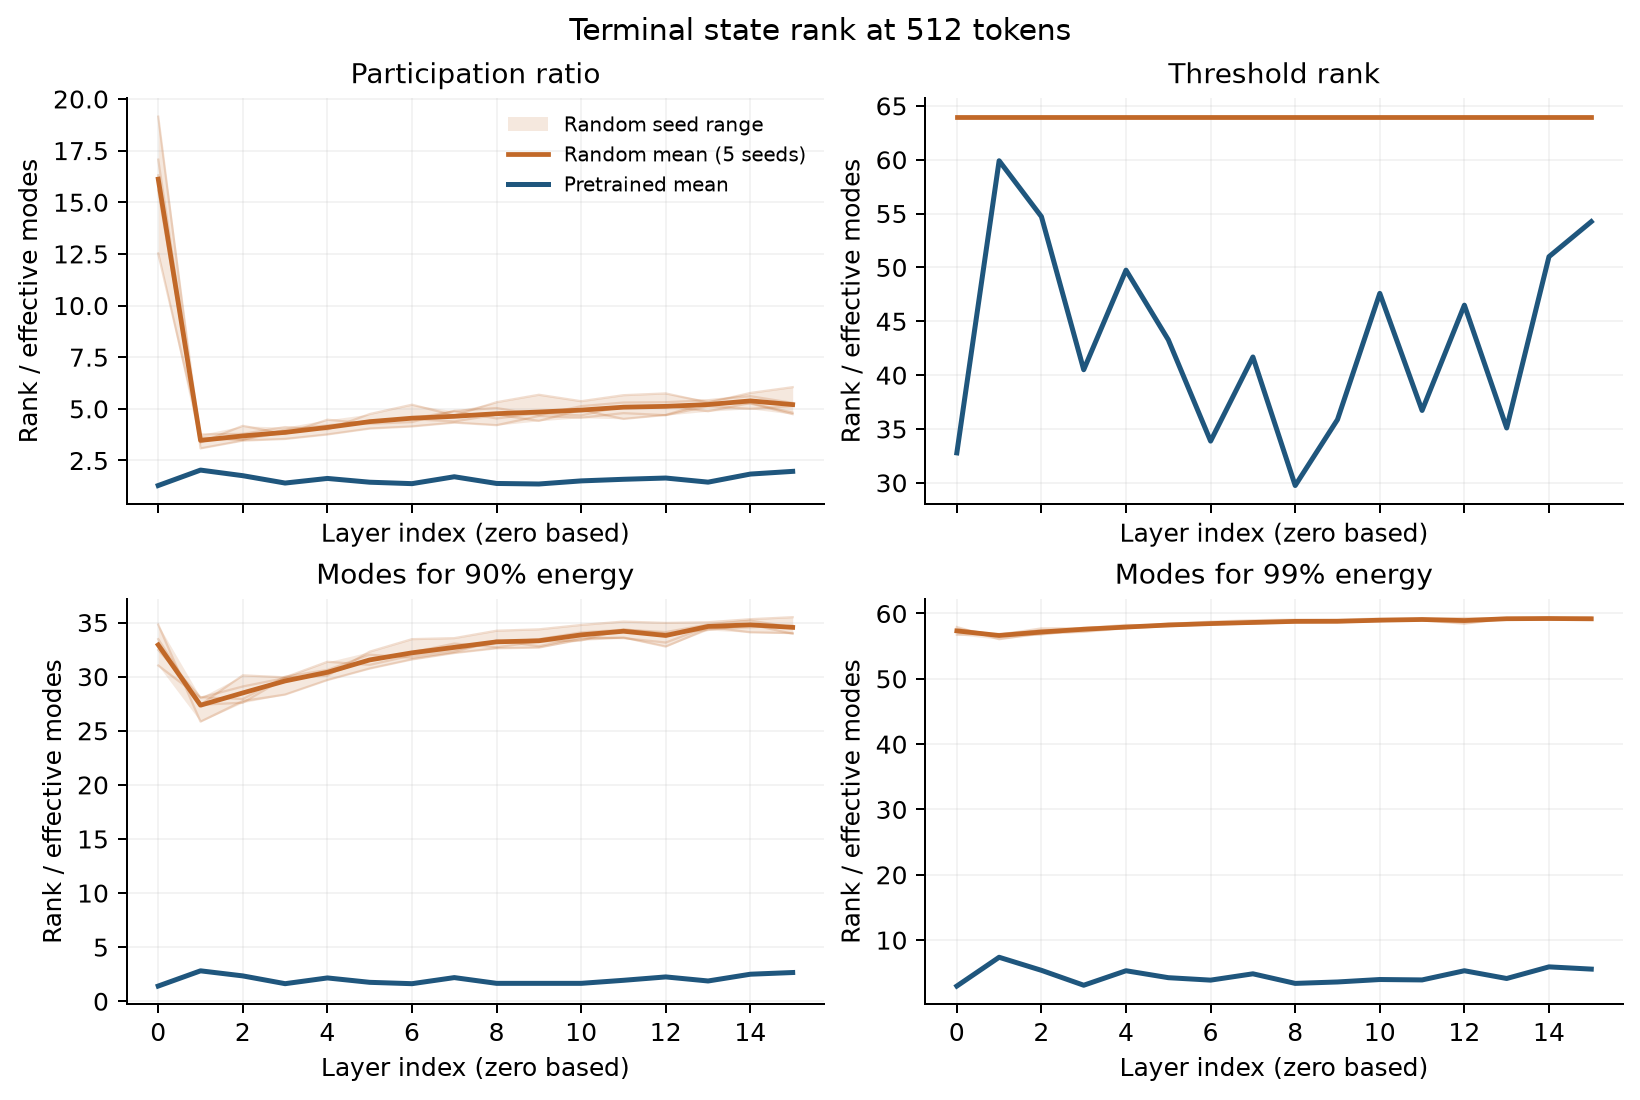 Terminal state rank at 512 tokens
Participation ratio
Rank / effective modes
20.0
17.5
15.0
12.5
10.0
7.5
5.0
2.5
Random seed range
Random mean (5 seeds)
Pretrained mean
Layer index (zero based)
Threshold rank
Rank / effective modes
65
60
55
50
45
40
35
30
Layer index (zero based)
Modes for 90% energy
Rank / effective modes
35
30
25
20
15
10
5
0
0 2 4 6 8 10 12 14
Layer index (zero based)
Modes for 99% energy
Rank / effective modes
60
50
40
30
20
10
0 2 4 6 8 10 12 14
Layer index (zero based)